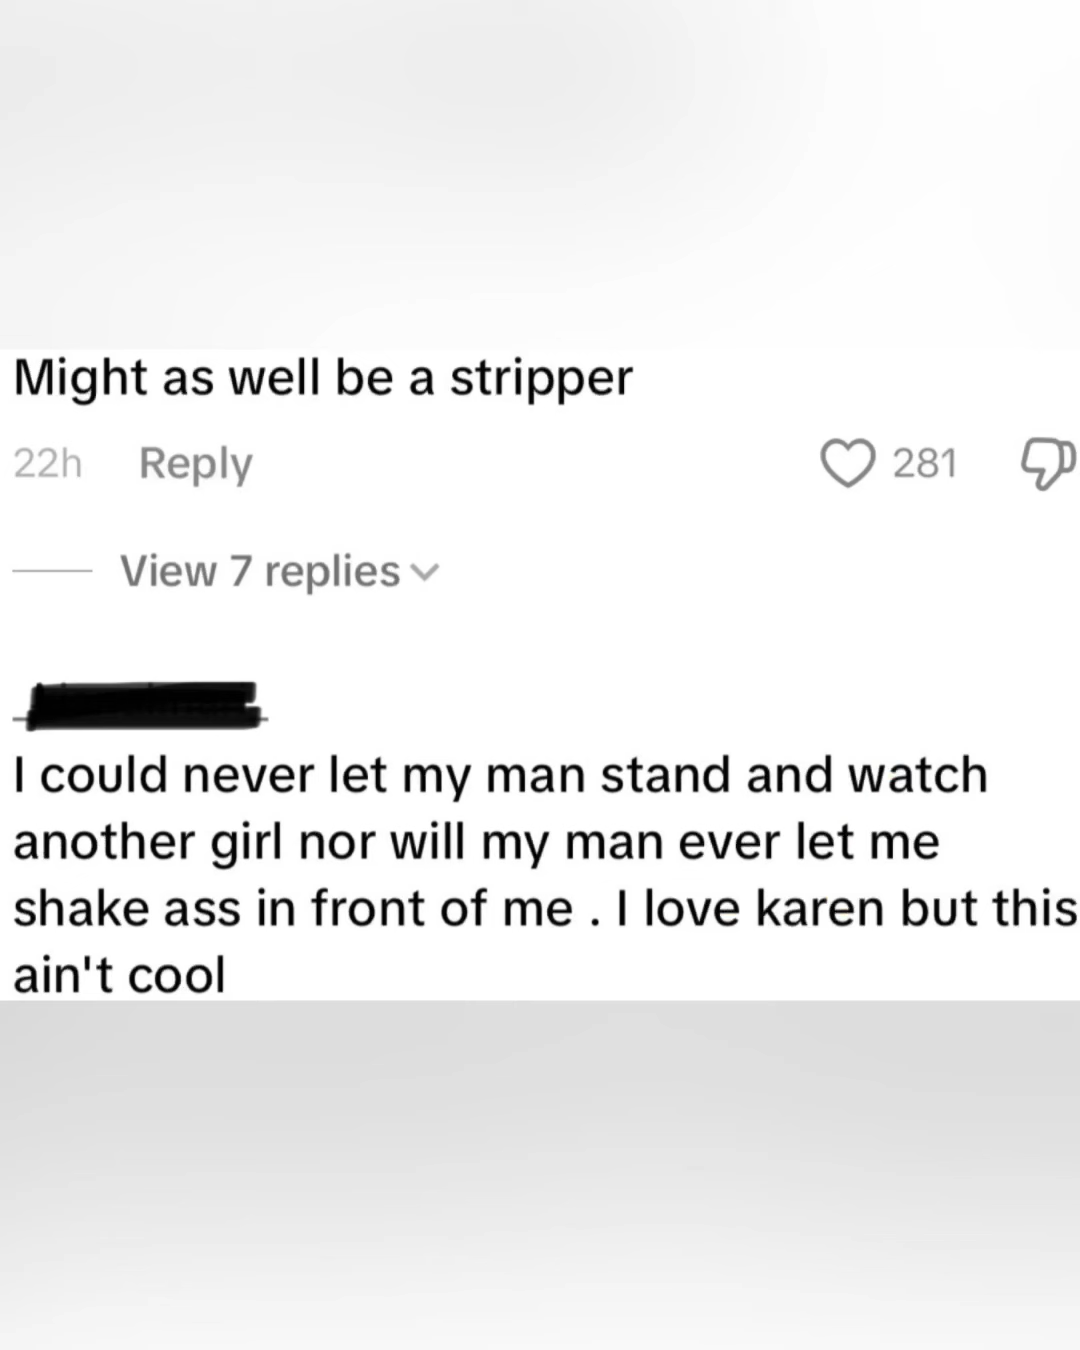 Might as well be a stripper
22h Reply 281
View 7 replies
I could never let my man stand and watch
another girl nor will my man ever let me
shake ass in front of me . I love karen but this
ain't cool